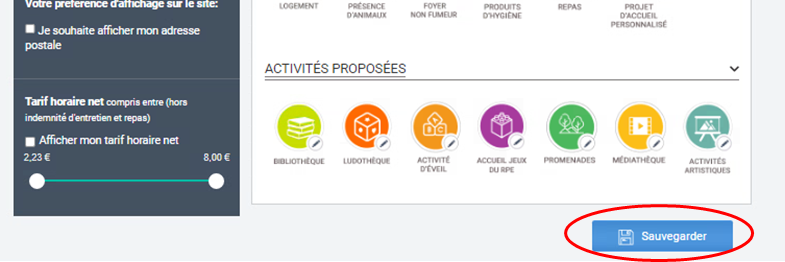 Votre préférence d'affichage sur le site:
Je souhaite afficher mon adresse
postale
Tarif horaire net compris entre (hors
indemnité d'entretien et repas)
Afficher mon tarif horaire net
2,23 € 8,00 €
LOGEMENT
PRÉSENCE
D'ANIMAUX
FOYER
NON FUMEUR
PRODUITS
D'HYGIÈNE
REPAS
PROJET
D'ACCUEIL
PERSONNALISÉ
ACTIVITÉS PROPOSÉES
BIBLIOTHÈQUE
LUDOTHÈQUE
ACTIVITÉ
D'ÉVEIL
ACCUEIL JEUX
DU RPE
PROMENADES
MÉDIATHÈQUE
ACTIVITÉS
ARTISTIQUES
Sauvegarder